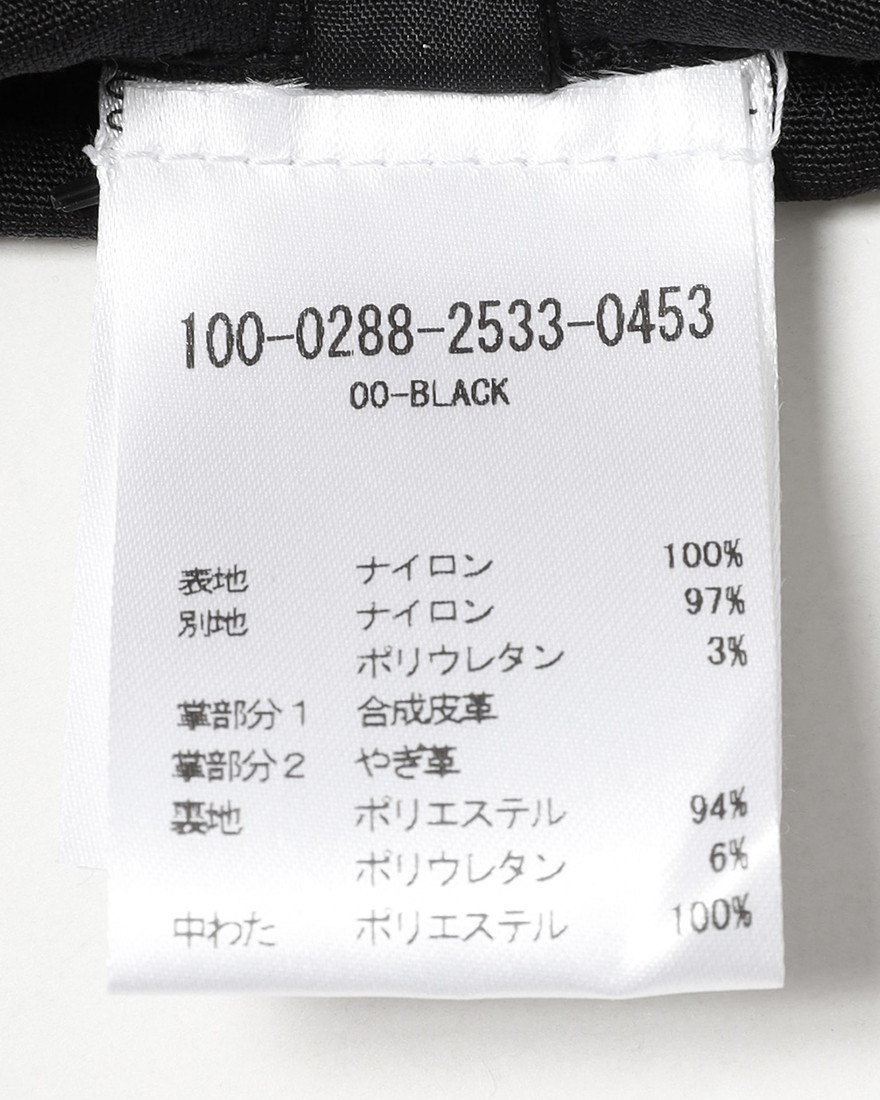 100-0288-2533-0453
00-BLACK
表地 ナイロン 100%
別地 ナイロン 97%
ポリウレタン 3%
掌部分1 合成皮革
掌部分2 やぎ革
裏地 ポリエステル 94%
ポリウレタン 6%
中わた ポリエステル 100%